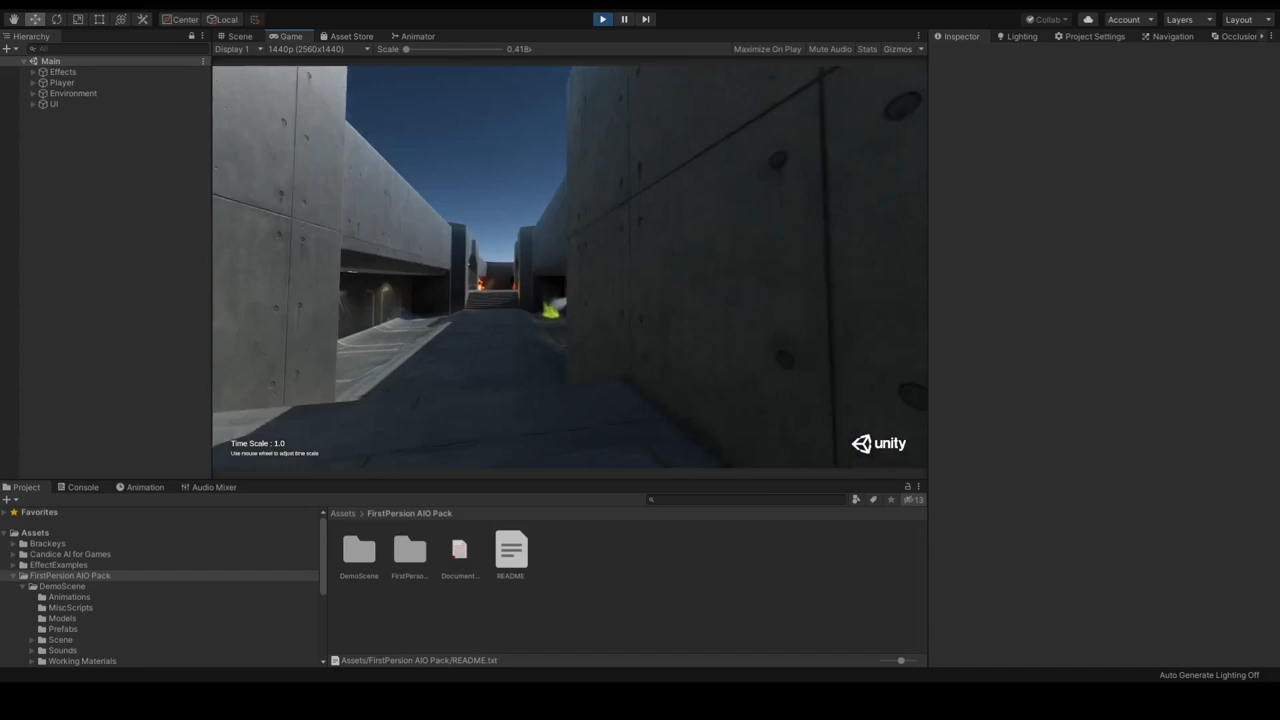 Center
Local
Collab
Account
Layers
Layout
Hierarchy
Scene
Game
Asset Store
Animator
Inspector
Lighting
Project Settings
Navigation
Occlusion
All
Display 1
1440p (2560x1440)
Scale
0.418x
Maximize On Play
Mute Audio
Stats
Gizmos
Main
Effects
Player
Environment
UI
Time Scale : 1.0
Use mouse wheel to adjust time scale
unity
Project
Console
Animation
Audio Mixer
13
Favorites
Assets
Brackeys
Candice AI for Games
EffectExamples
FirstPersion AIO Pack
DemoScene
Animations
MiscScripts
Models
Prefabs
Scene
Sounds
Working Materials
Assets > FirstPersion AIO Pack
DemoScene
FirstPerso...
Document...
README
Assets/FirstPersion AIO Pack/README.txt
Auto Generate Lighting Off